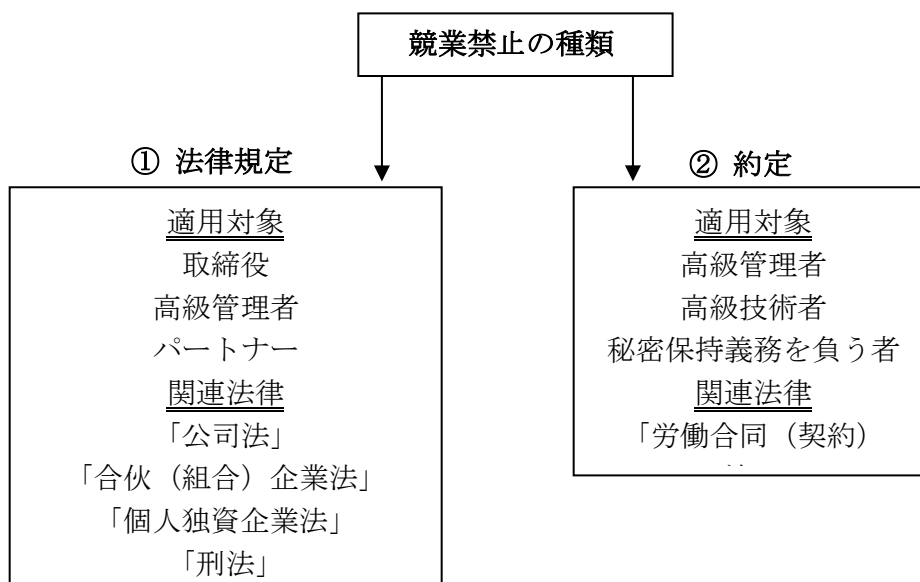 競業禁止の種類
① 法律規定
適用対象
取締役
高級管理者
パートナー
関連法律
「公司法」
「合伙（組合）企業法」
「個人独資企業法」
「刑法」
② 約定
適用対象
高級管理者
高級技術者
秘密保持義務を負う者
関連法律
「労働合同（契約）